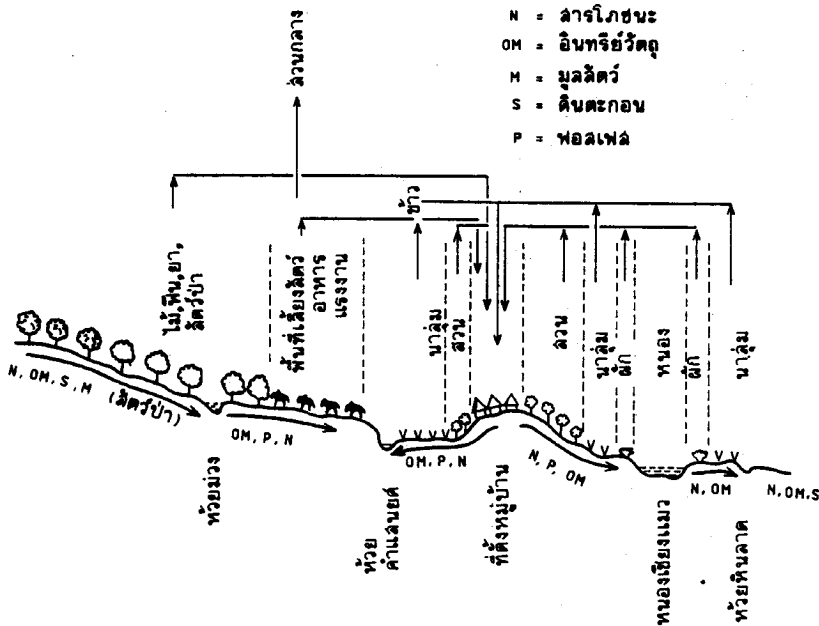 N = สารโภชนะ
OM = อินทรีย์วัตถุ
M = มูลสัตว์
S = ดินตะกอน
P = ฟอสเฟส
ส่วนกลาง
ไม้,ฟืน,ยา,
สัตว์ป่า
พื้นที่เลี้ยงสัตว์
อาหาร
แรงงาน
ข้าว
นาลุ่ม
สวน
สวน
นาลุ่ม
ผัก
หนอง
ผัก
นาลุ่ม
N, OM, S, M (สัตว์ป่า)
OM, P, N
OM, P, N
N, P, OM
N, OM
N, OM, S
ห้วยม่วง
ห้วย
คำแสนยศ
ที่ตั้งหมู่บ้าน
หนองเชียงแมว
ห้วยหินลาด